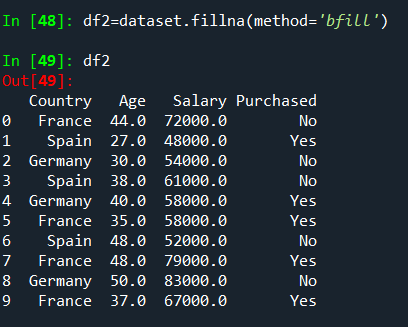 In [48]: df2=dataset.fillna(method='bfill')
In [49]: df2
Out[49]:
Country Age Salary Purchased
0 France 44.0 72000.0 No
1 Spain 27.0 48000.0 Yes
2 Germany 30.0 54000.0 No
3 Spain 38.0 61000.0 No
4 Germany 40.0 58000.0 Yes
5 France 35.0 58000.0 Yes
6 Spain 48.0 52000.0 No
7 France 48.0 79000.0 Yes
8 Germany 50.0 83000.0 No
9 France 37.0 67000.0 Yes